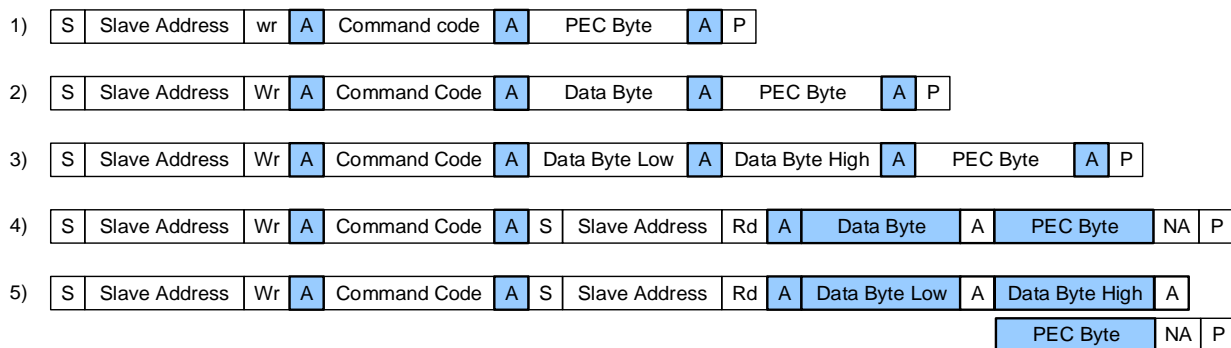 1) S Slave Address wr A Command code A PEC Byte A P
2) S Slave Address Wr A Command Code A Data Byte A PEC Byte A P
3) S Slave Address Wr A Command Code A Data Byte Low A Data Byte High A PEC Byte A P
4) S Slave Address Wr A Command Code A S Slave Address Rd A Data Byte A PEC Byte NA P
5) S Slave Address Wr A Command Code A S Slave Address Rd A Data Byte Low A Data Byte High A
PEC Byte NA P